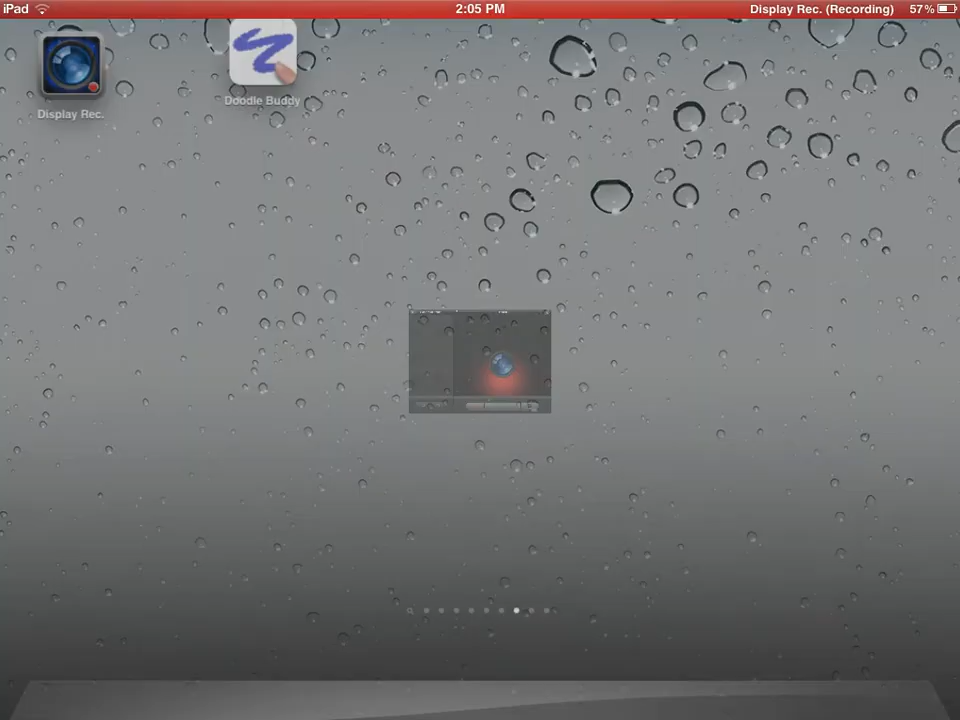 iPad
2:05 PM
Display Rec. (Recording)
57%
Display Rec.
Doodle Buddy